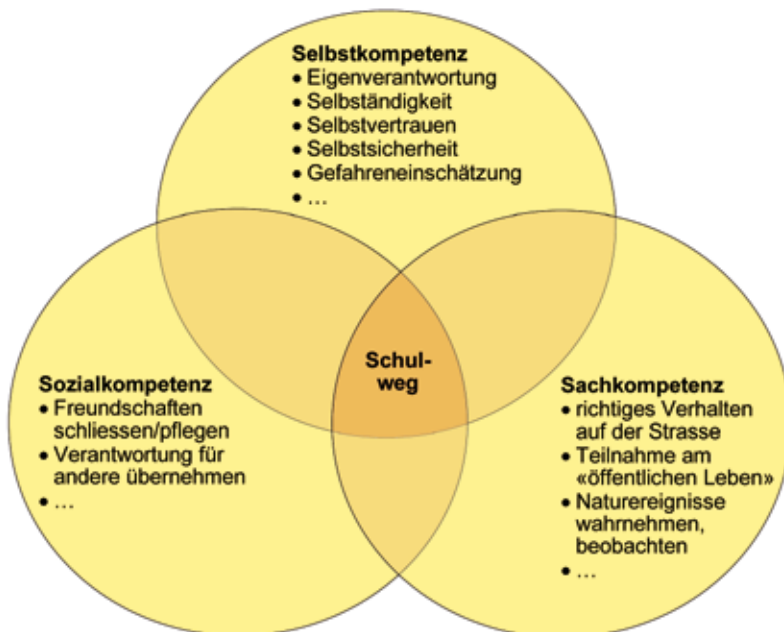 Selbstkompetenz
• Eigenverantwortung
• Selbständigkeit
• Selbstvertrauen
• Selbstsicherheit
• Gefahreneinschätzung
• ...
Schul-
weg
Sozialkompetenz
• Freundschaften
schliessen/pflegen
• Verantwortung für
andere übernehmen
• ...
Sachkompetenz
• richtiges Verhalten
auf der Strasse
• Teilnahme am
«öffentlichen Leben»
• Naturereignisse
wahrnehmen,
beobachten
• ...